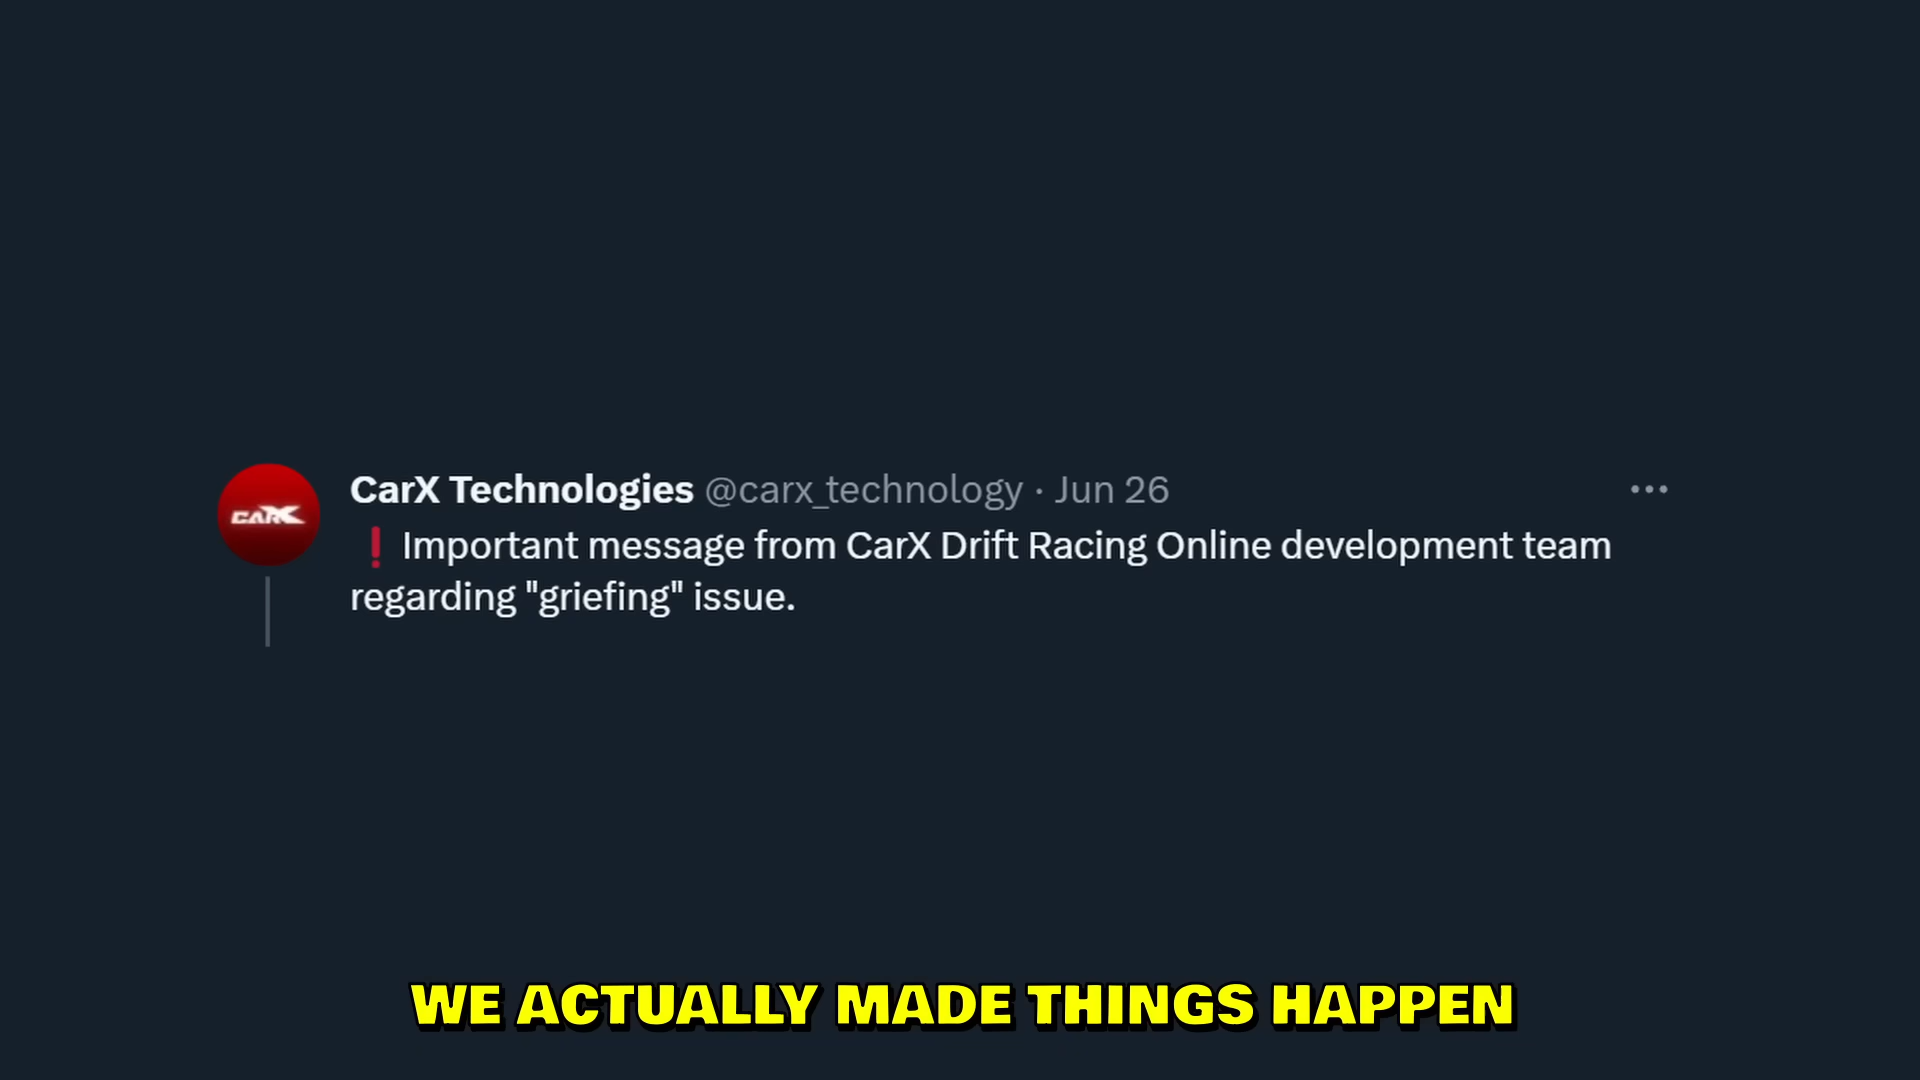 CARX
CarX Technologies @carx_technology · Jun 26
❗ Important message from CarX Drift Racing Online development team
regarding "griefing" issue.
WE ACTUALLY MADE THINGS HAPPEN